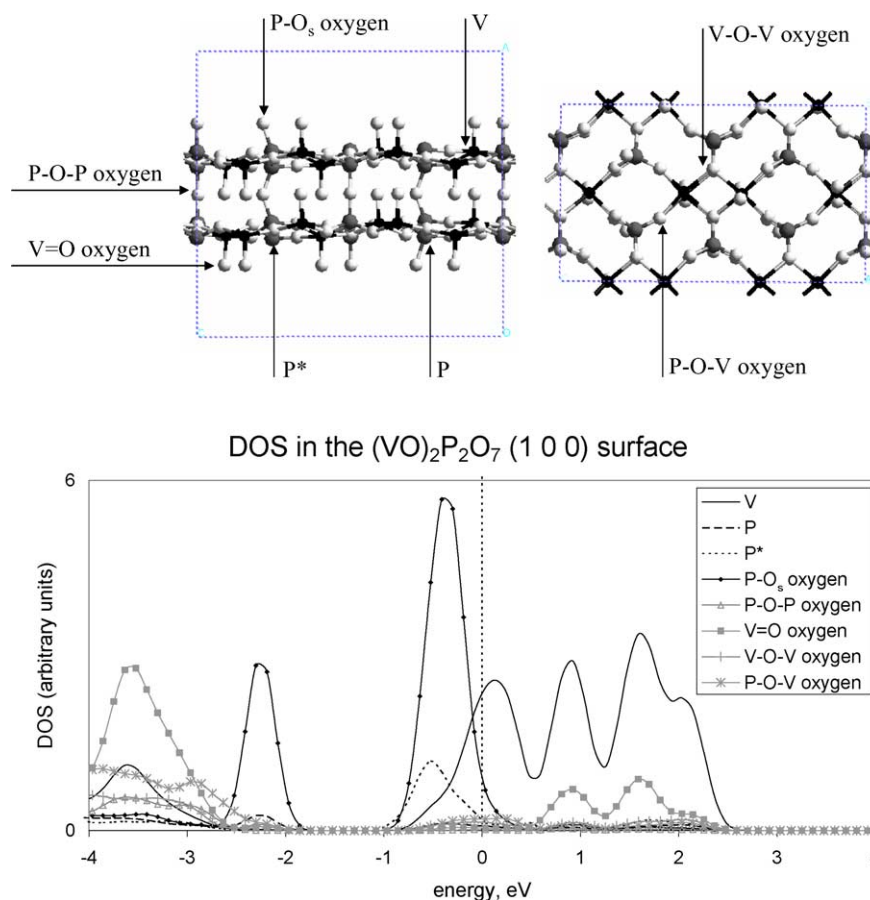 P-Oₛ oxygen
V
V-O-V oxygen
P-O-P oxygen
V=O oxygen
P*
P
P-O-V oxygen
DOS in the (VO)₂P₂O₇ (1 0 0) surface
6
V
P
P*
P-Oₛ oxygen
P-O-P oxygen
V=O oxygen
V-O-V oxygen
P-O-V oxygen
DOS (arbitrary units)
0
-4 -3 -2 -1 0 1 2 3
energy, eV